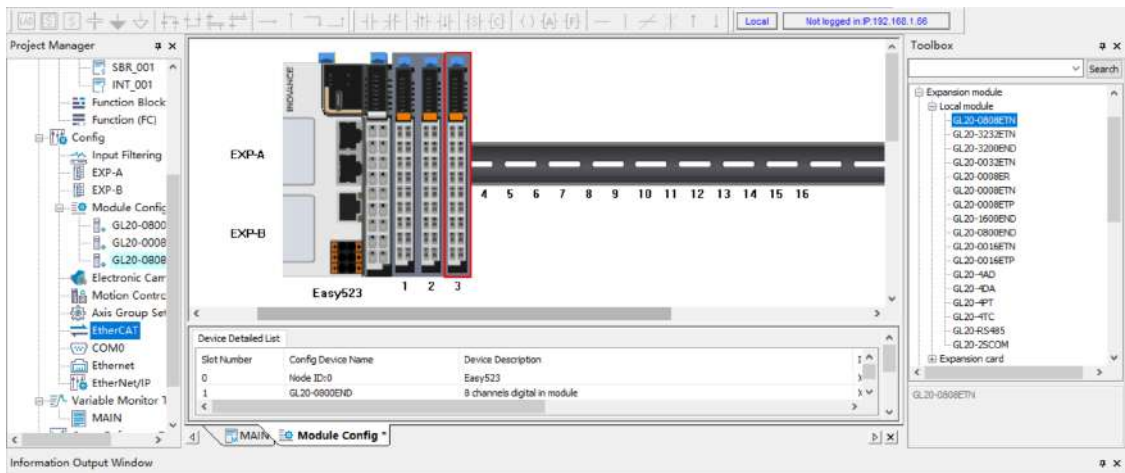 Local
Not logged in:IP:192.168.1.66
Project Manager
SBR_001
INT_001
Function Block
Function (FC)
Config
Input Filtering
EXP-A
EXP-B
Module Config
GL20-0800
GL20-0008
GL20-0808
Electronic Cam
Motion Contro
Axis Group Set
EtherCAT
COM0
Ethernet
EtherNet/IP
Variable Monitor T
MAIN
INOVANCE
EXP-A
EXP-B
Easy523
1 2 3
4 5 6 7 8 9 10 11 12 13 14 15 16
Device Detailed List
Slot Number Config Device Name Device Description
0 Node ID:0 Easy523
1 GL20-0800END 8 channels digital in module
MAIN
Module Config *
Toolbox
Search
Expansion module
Local module
GL20-0808ETN
GL20-3232ETN
GL20-3200END
GL20-0032ETN
GL20-0008ER
GL20-0008ETN
GL20-0008ETP
GL20-1600END
GL20-0800END
GL20-0016ETN
GL20-0016ETP
GL20-4AD
GL20-4DA
GL20-4PT
GL20-4TC
GL20-RS485
GL20-2SCOM
Expansion card
GL20-0808ETN
Information Output Window